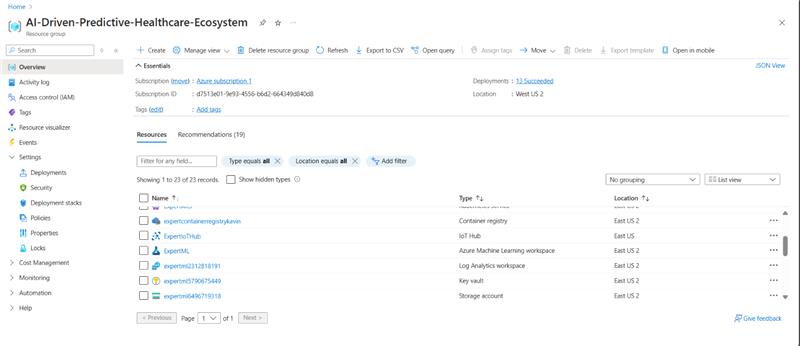 Home >
AI-Driven-Predictive-Healthcare-Ecosystem
Resource group
Search
Overview
Activity log
Access control (IAM)
Tags
Resource visualizer
Events
Settings
Deployments
Security
Deployment stacks
Policies
Properties
Locks
Cost Management
Monitoring
Automation
Help
Create Manage view Delete resource group Refresh Export to CSV Open query Assign tags Move Delete Export template Open in mobile
Essentials JSON View
Subscription (move) : Azure subscription 1 Deployments : 13 Succeeded
Subscription ID : d7513e01-9e93-4556-b6d2-664349d840d8 Location : West US 2
Tags (edit) : Add tags
Resources Recommendations (19)
Filter for any field... Type equals all Location equals all Add filter
Showing 1 to 23 of 23 records. Show hidden types No grouping List view
Name Type Location
expertcontainerregistrykavin Container registry East US 2
ExpertIoTHub IoT Hub East US
ExpertML Azure Machine Learning workspace East US 2
expertml2312818191 Log Analytics workspace East US 2
expertml5790675449 Key vault East US 2
expertml6496719318 Storage account East US 2
< Previous Page 1 of 1 Next > Give feedback